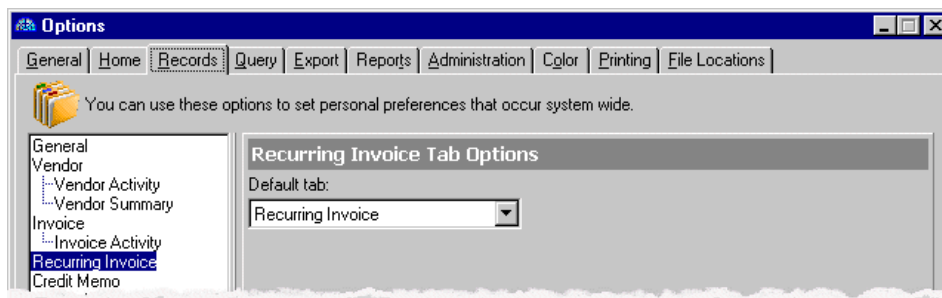 Options
General Home Records Query Export Reports Administration Color Printing File Locations
You can use these options to set personal preferences that occur system wide.
General
Vendor
Vendor Activity
Vendor Summary
Invoice
Invoice Activity
Recurring Invoice
Credit Memo
Recurring Invoice Tab Options
Default tab:
Recurring Invoice